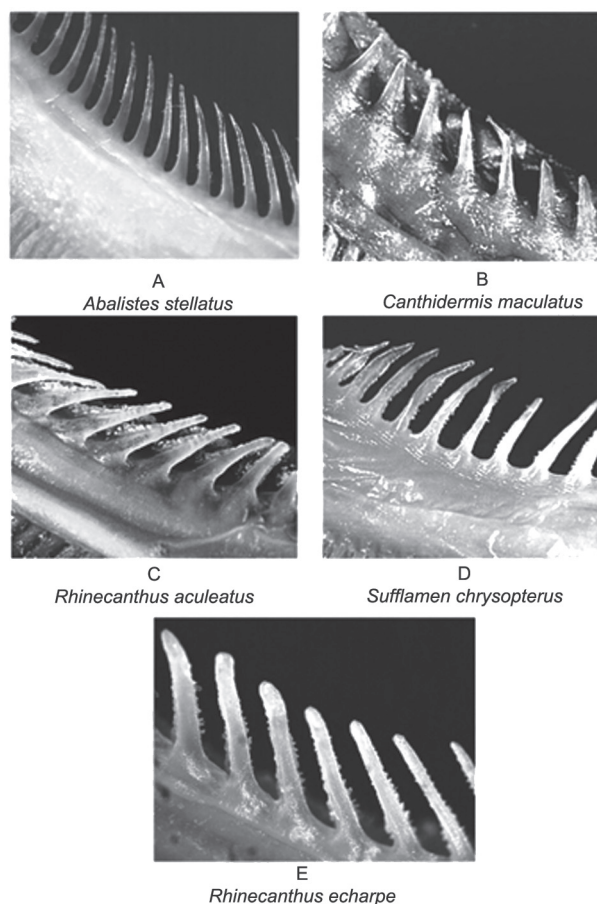 A
Abalistes stellatus
B
Canthidermis maculatus
C
Rhinecanthus aculeatus
D
Sufflamen chrysopterus
E
Rhinecanthus echarpe